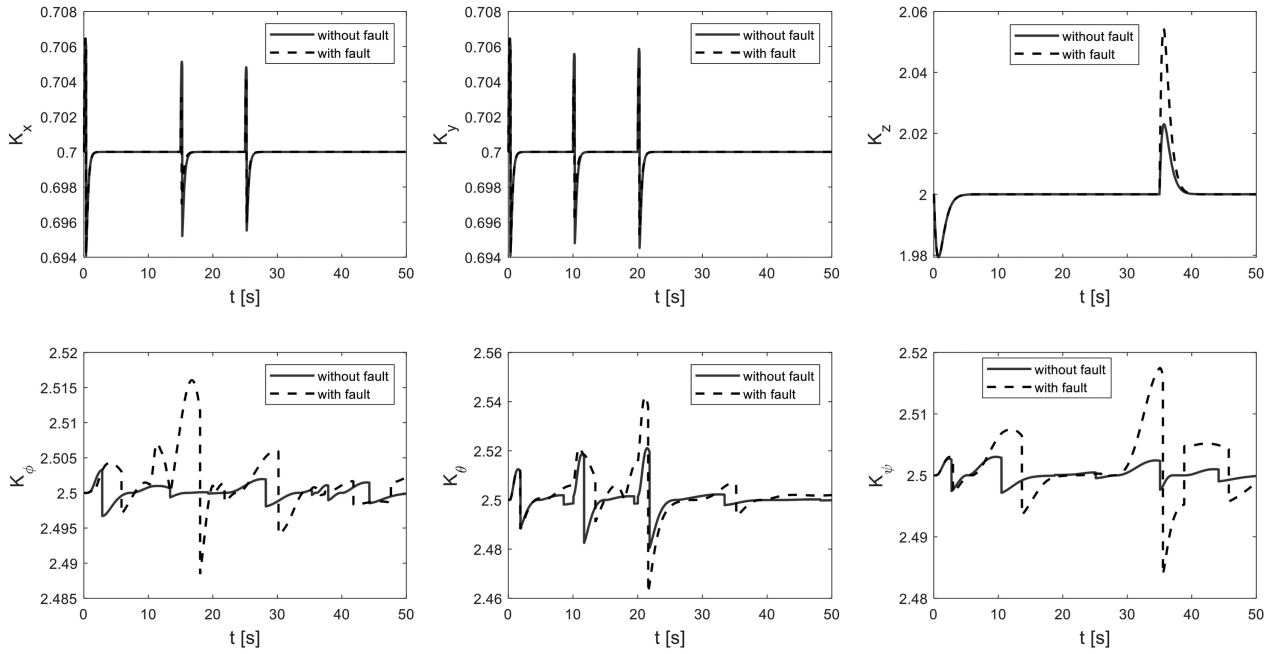 0.708
0.706
0.704
0.702
0.7
0.698
0.696
0.694
0 10 20 30 40 50
K_x
t [s]
without fault
with fault
0.708
0.706
0.704
0.702
0.7
0.698
0.696
0.694
0 10 20 30 40 50
K_y
t [s]
without fault
with fault
2.06
2.04
2.02
2
1.98
0 10 20 30 40 50
K_z
t [s]
without fault
with fault
2.52
2.515
2.51
2.505
2.5
2.495
2.49
2.485
0 10 20 30 40 50
K_ϕ
t [s]
without fault
with fault
2.56
2.54
2.52
2.5
2.48
2.46
0 10 20 30 40 50
K_θ
t [s]
without fault
with fault
2.52
2.51
2.5
2.49
2.48
0 10 20 30 40 50
K_ψ
t [s]
without fault
with fault